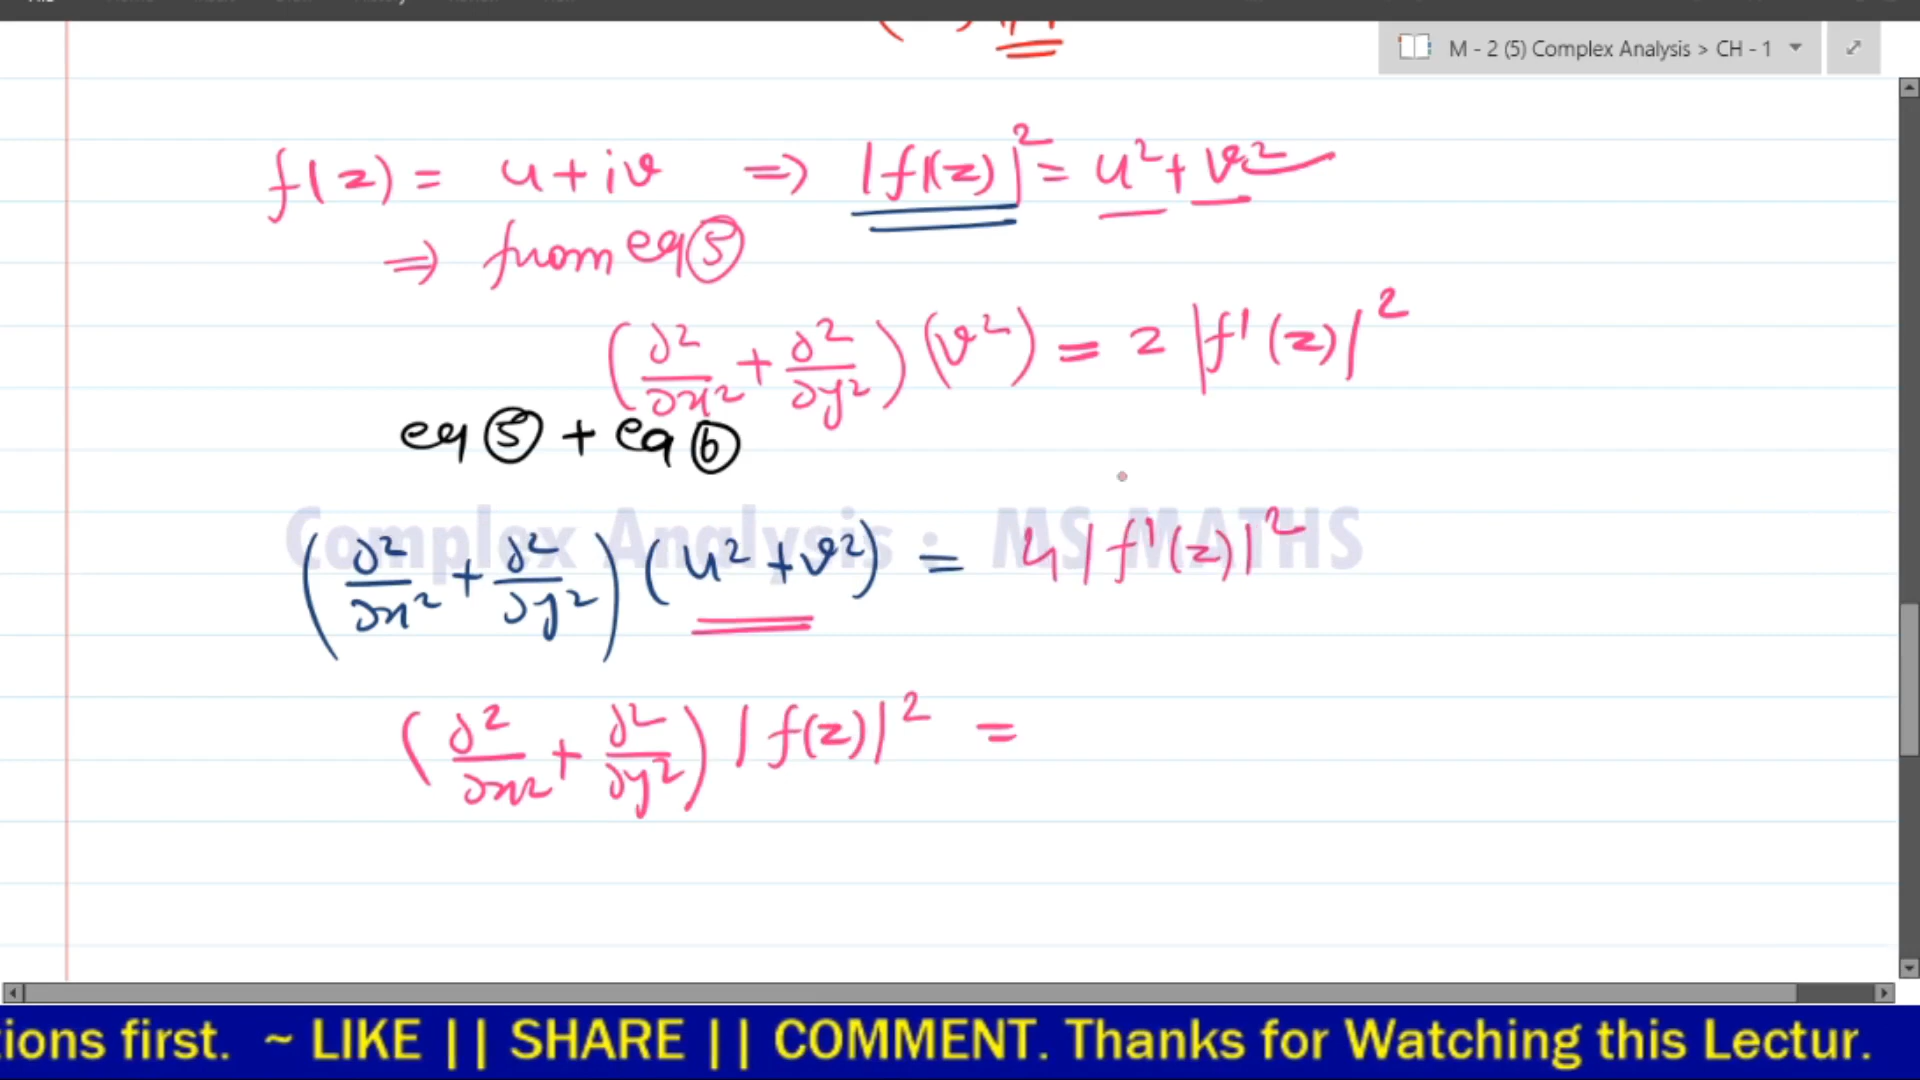 M - 2 (5) Complex Analysis > CH - 1
f(z) = u + iv ⇒ |f(z)|² = u² + v²
⇒ from eq ⑤
(∂²/∂x² + ∂²/∂y²) (v²) = 2 |f'(z)|²
eq ⑤ + eq ⑥
Complex Analysis : MS MATHS
(∂²/∂x² + ∂²/∂y²) (u² + v²) = 4 |f'(z)|²
(∂²/∂x² + ∂²/∂y²) |f(z)|² =
tions first. ~ LIKE || SHARE || COMMENT. Thanks for Watching this Lectur.